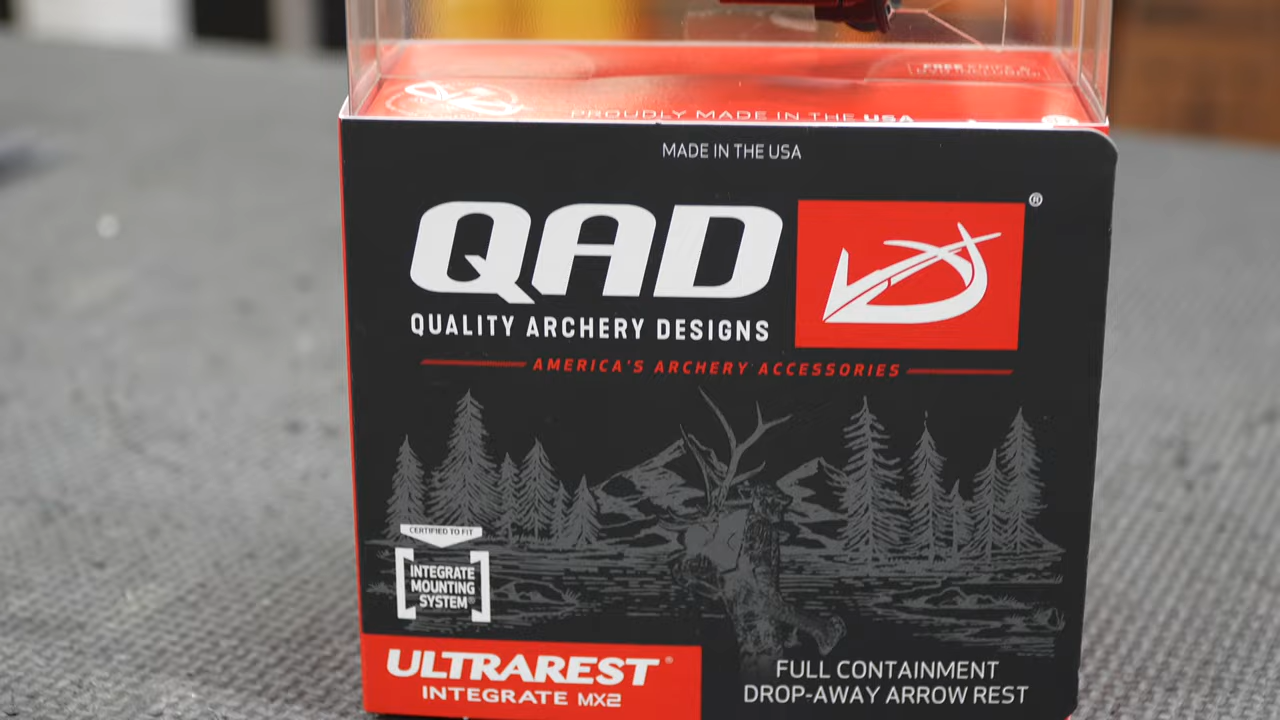 FREE
PROUDLY MADE IN THE USA
MADE IN THE USA
QAD ®
QUALITY ARCHERY DESIGNS
AMERICA'S ARCHERY ACCESSORIES
CERTIFIED TO FIT
INTEGRATE
MOUNTING
SYSTEM®
ULTRAREST®
INTEGRATE MX2
FULL CONTAINMENT
DROP-AWAY ARROW REST